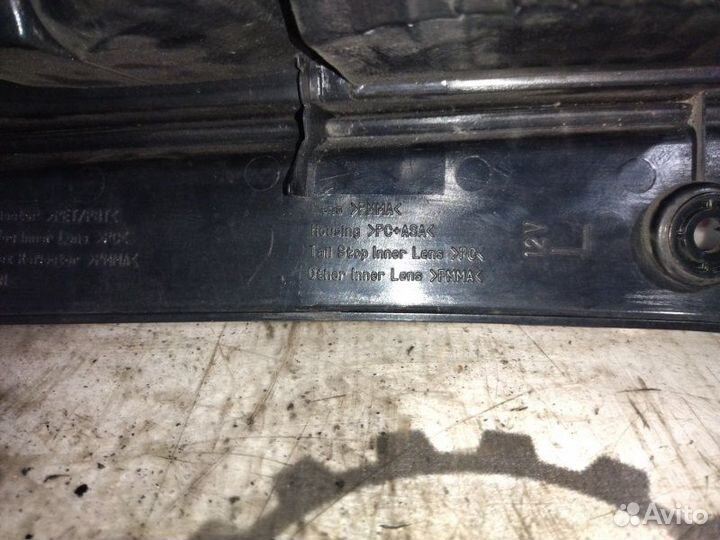 >PET/PBT<
Inner Lens >PC<
>PMMA<
Lens >PMMA<
Housing >PC+ASA<
Tail Stop Inner Lens >PC<
Other Inner Lens >PMMA<
12V L
Avito